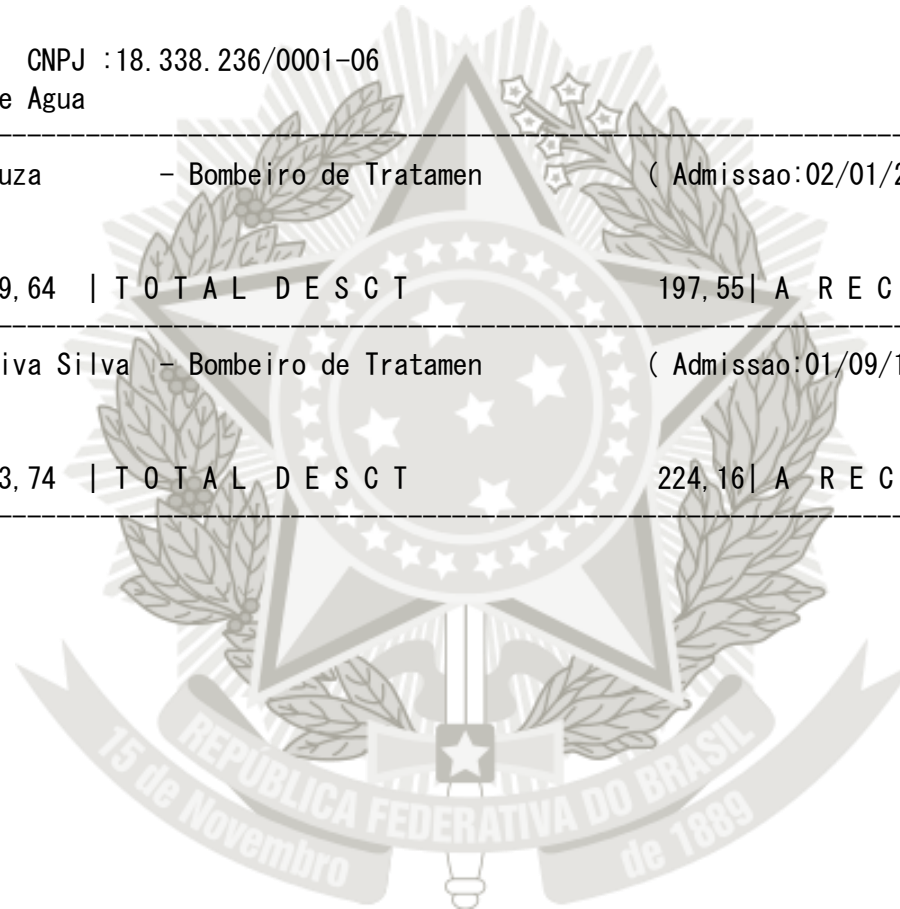 CNPJ :18.338.236/0001-06
e Agua
uza - Bombeiro de Tratamen ( Admissao:02/01/2
9,64 | T O T A L D E S C T 197,55| A R E C
iva Silva - Bombeiro de Tratamen ( Admissao:01/09/1
3,74 | T O T A L D E S C T 224,16| A R E C
REPÚBLICA FEDERATIVA DO BRASIL
15 de Novembro de 1889